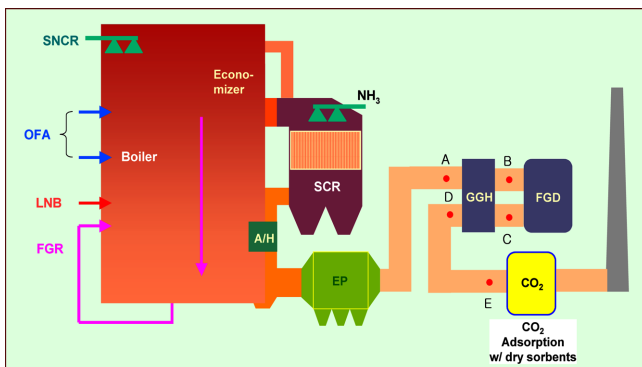 SNCR
Econo-
mizer
NH₃
OFA
Boiler
SCR
A
B
D
GGH
FGD
LNB
C
FGR
A/H
EP
E
CO₂
CO₂
Adsorption
w/ dry sorbents